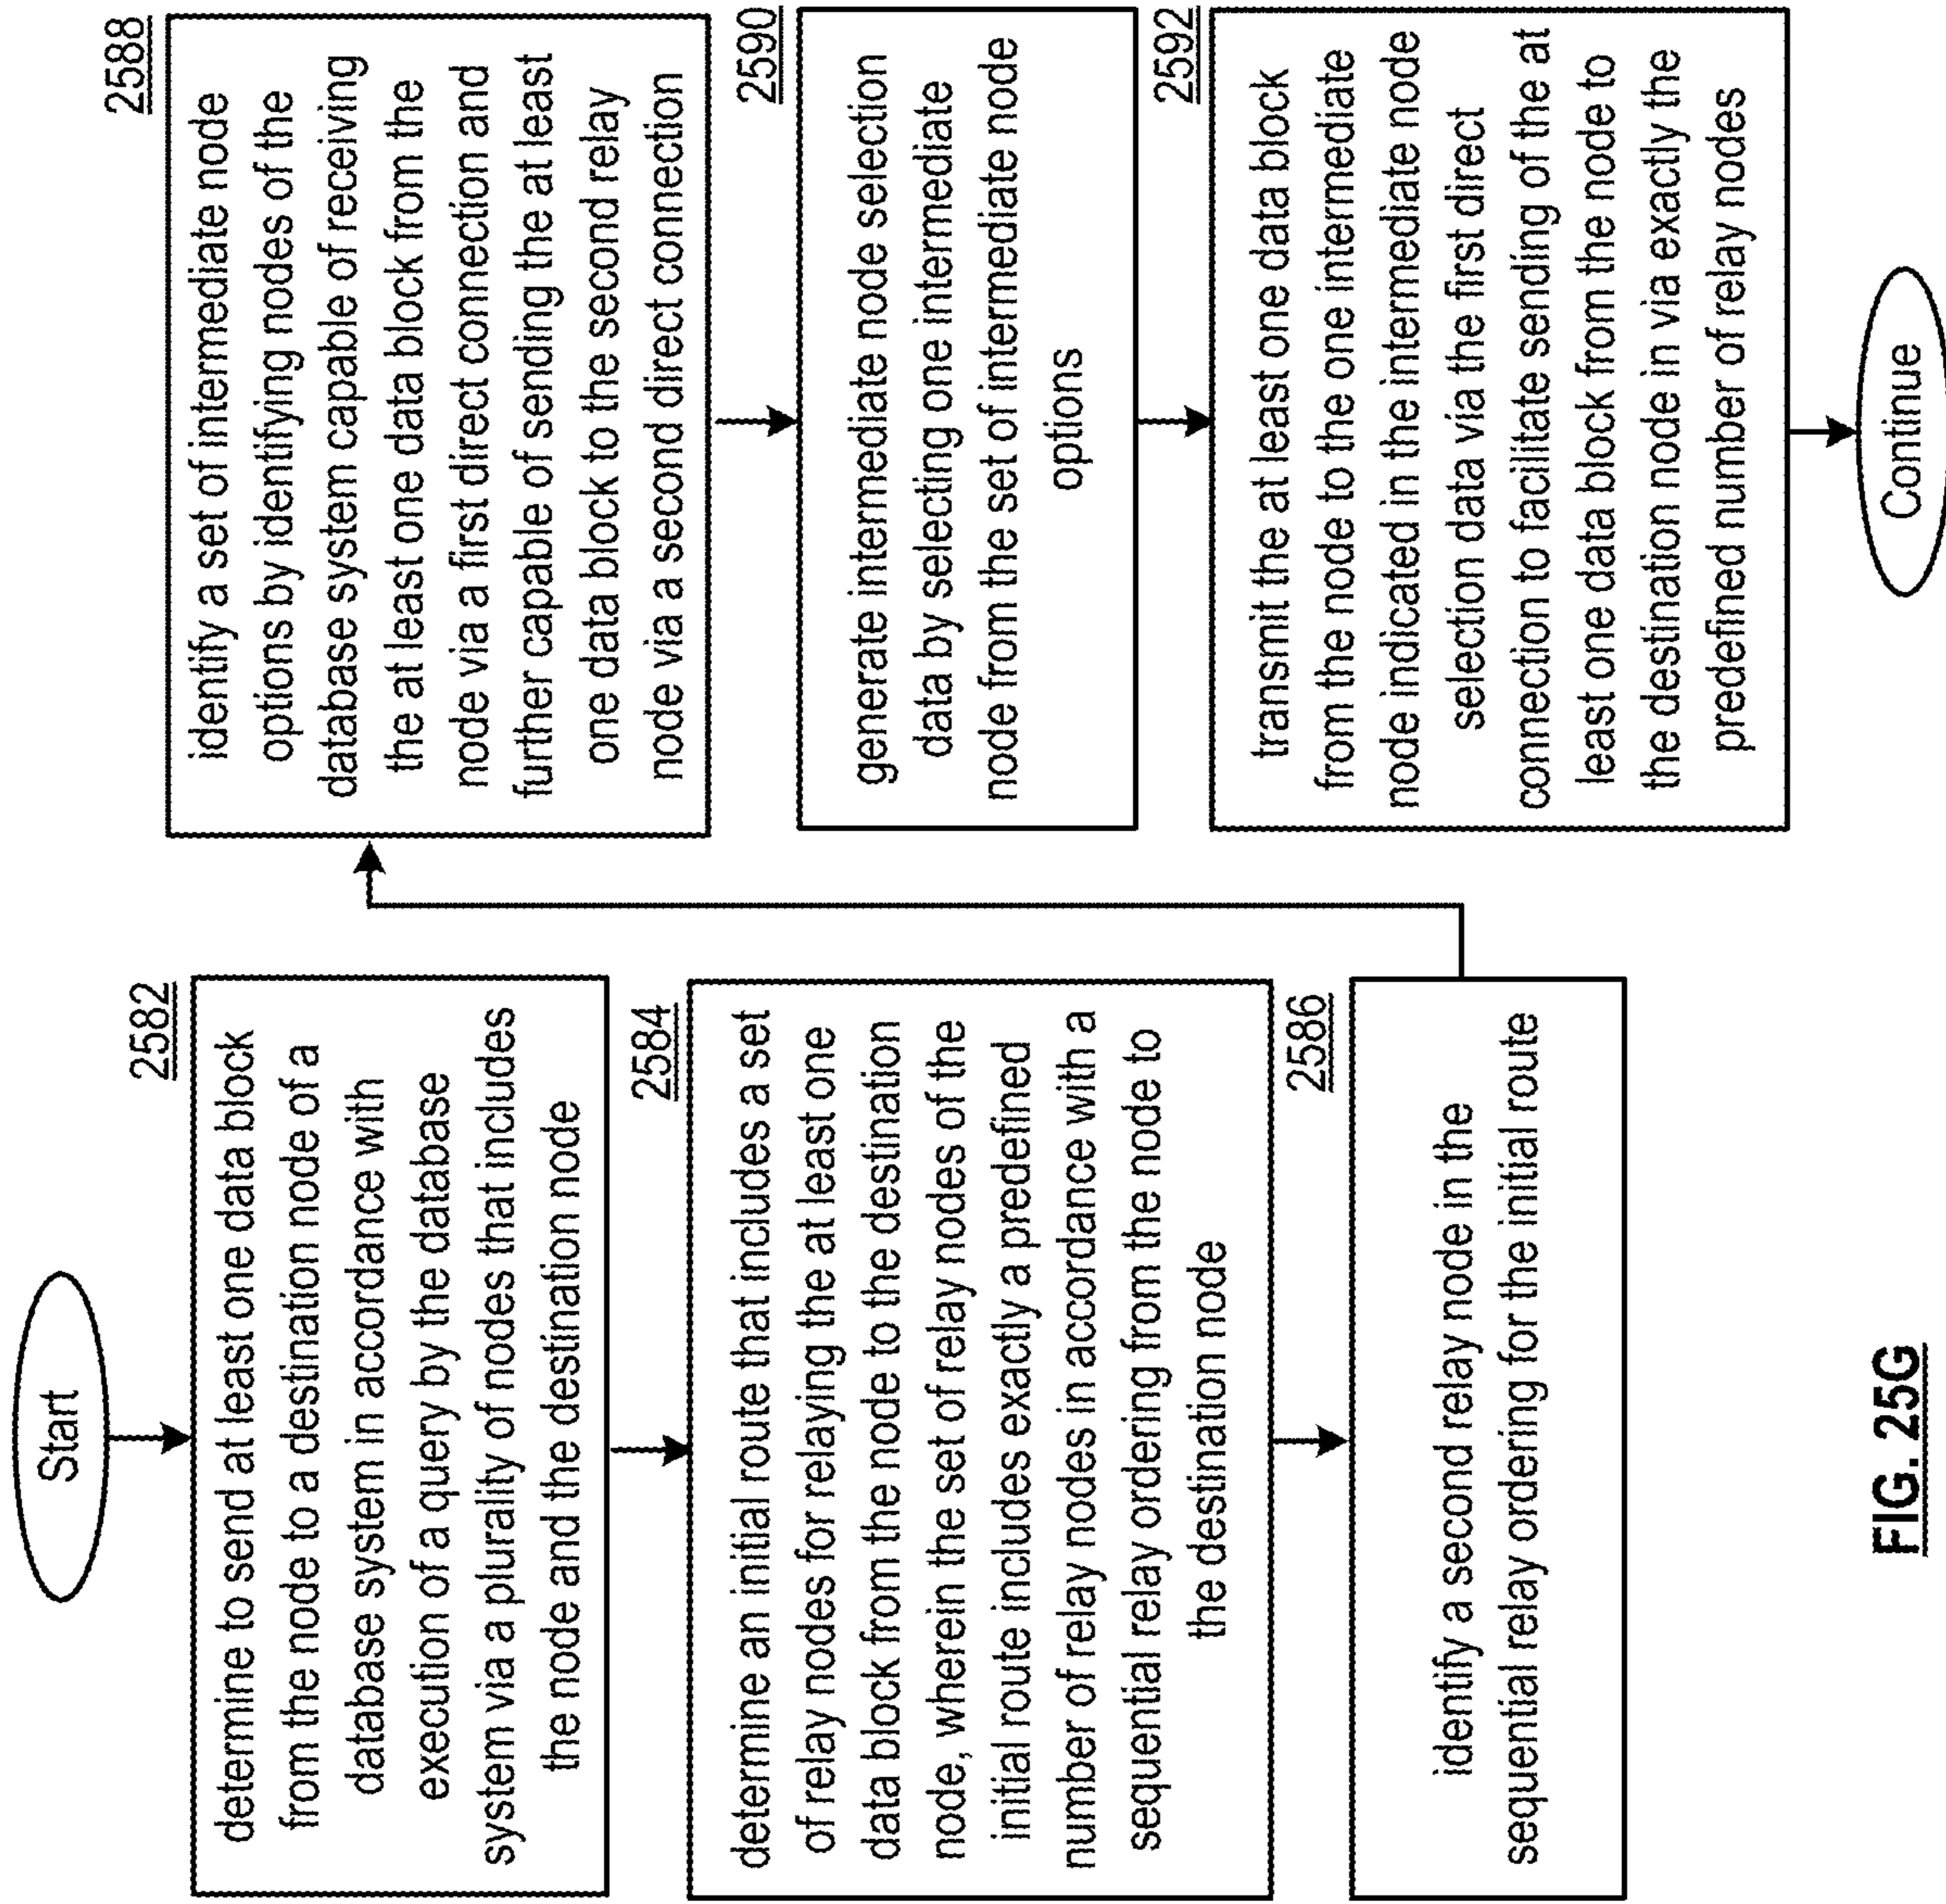 Start
2582
determine to send at least one data block
from the node to a destination node of a
database system in accordance with
execution of a query by the database
system via a plurality of nodes that includes
the node and the destination node
2584
determine an initial route that includes a set
of relay nodes for relaying the at least one
data block from the node to the destination
node, wherein the set of relay nodes of the
initial route includes exactly a predefined
number of relay nodes in accordance with a
sequential relay ordering from the node to
the destination node
2586
identify a second relay node in the
sequential relay ordering for the initial route
2588
identify a set of intermediate node
options by identifying nodes of the
database system capable of receiving
the at least one data block from the
node via a first direct connection and
further capable of sending the at least
one data block to the second relay
node via a second direct connection
2590
generate intermediate node selection
data by selecting one intermediate
node from the set of intermediate node
options
2592
transmit the at least one data block
from the node to the one intermediate
node indicated in the intermediate node
selection data via the first direct
connection to facilitate sending of the at
least one data block from the node to
the destination node in via exactly the
predefined number of relay nodes
Continue
FIG. 25G